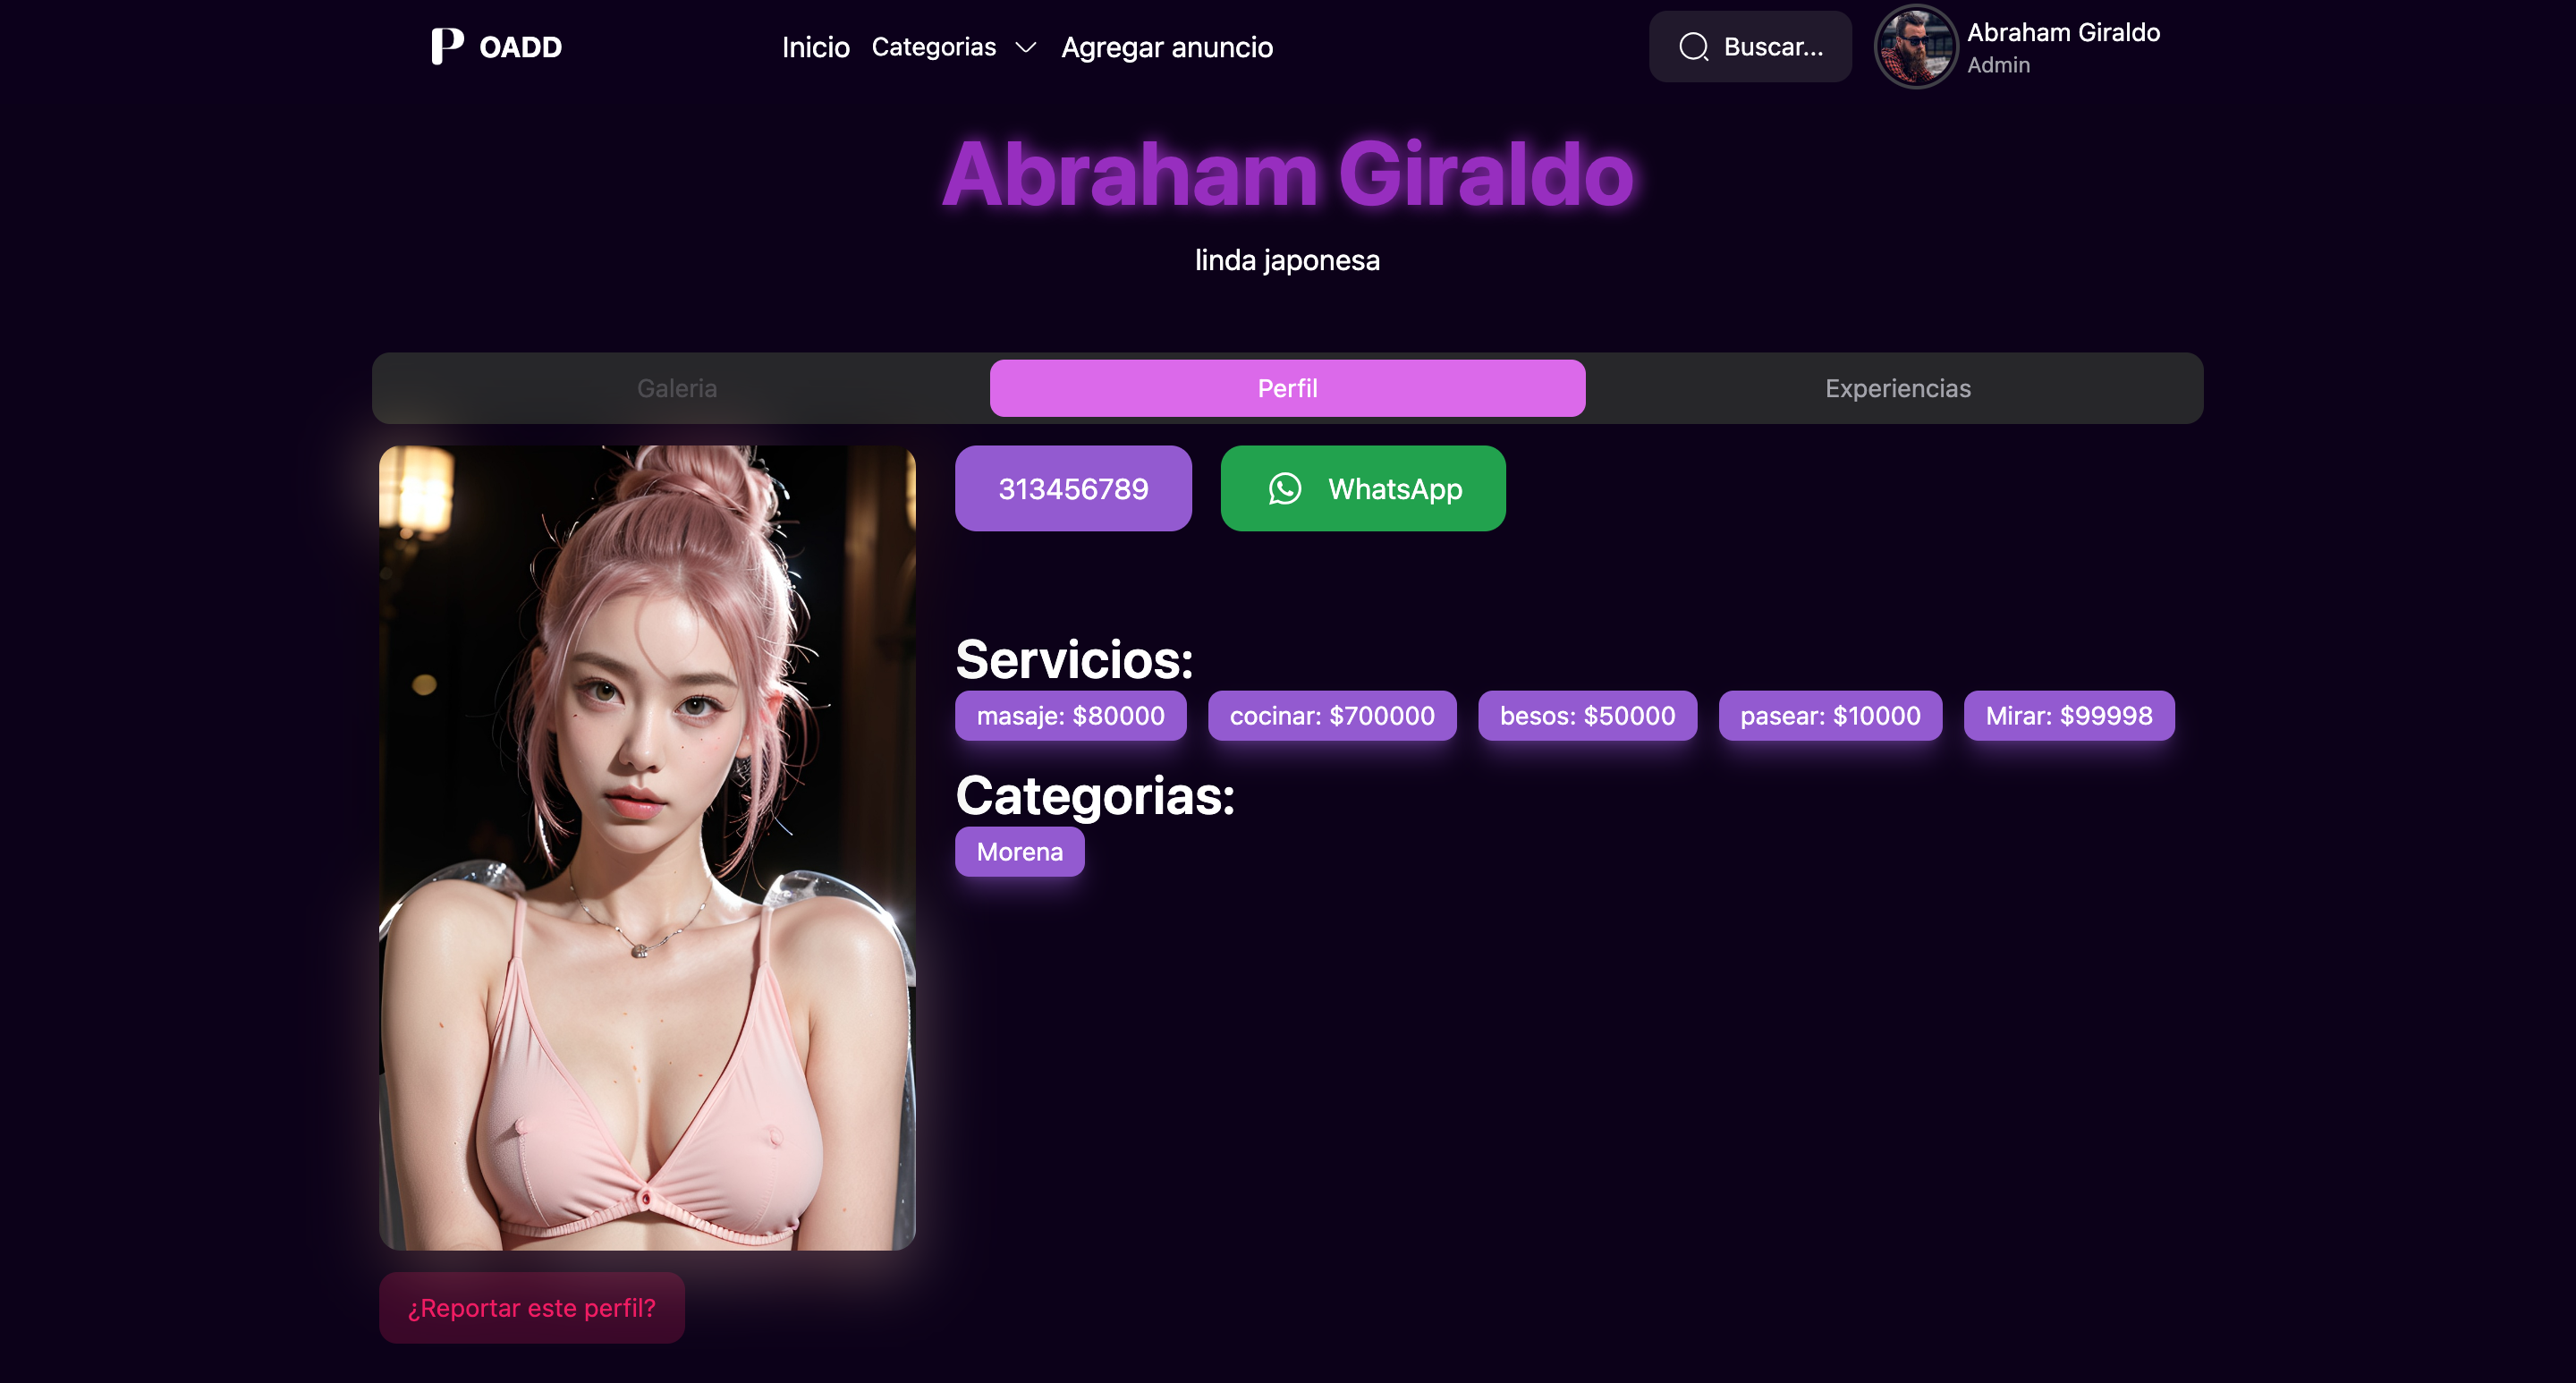 P OADD
Inicio Categorias Agregar anuncio
Buscar...
Abraham Giraldo
Admin
Abraham Giraldo
linda japonesa
Galeria Perfil Experiencias
313456789 WhatsApp
Servicios:
masaje: $80000 cocinar: $700000 besos: $50000 pasear: $10000 Mirar: $99998
Categorias:
Morena
¿Reportar este perfil?